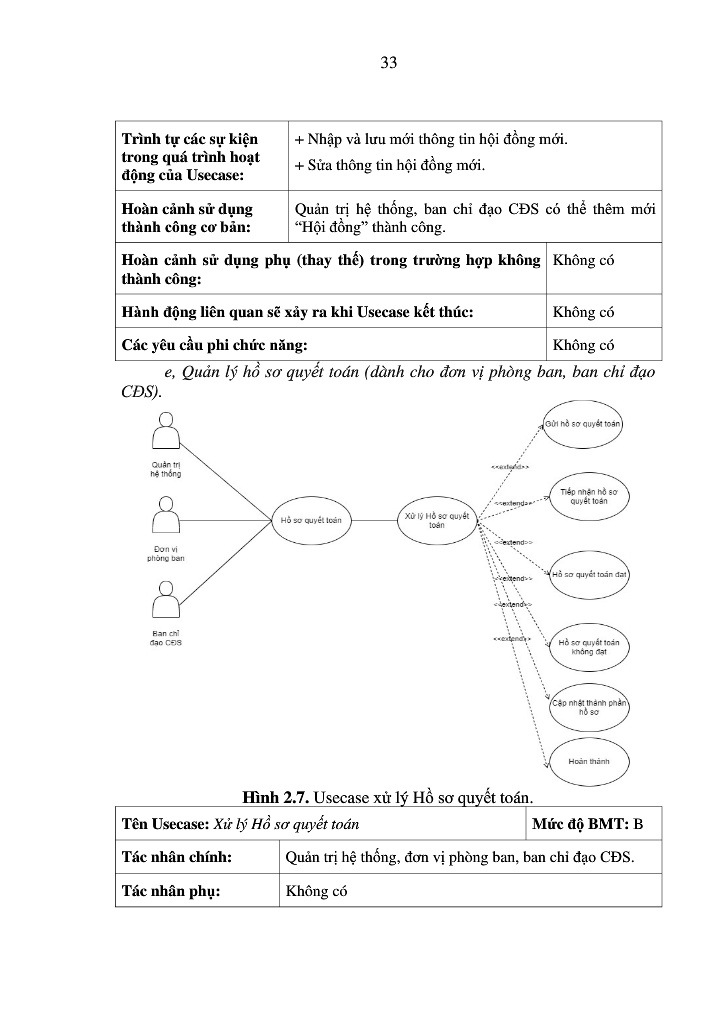 33
Trình tự các sự kiện
trong quá trình hoạt
động của Usecase:
+ Nhập và lưu mới thông tin hội đồng mới.
+ Sửa thông tin hội đồng mới.
Hoàn cảnh sử dụng
thành công cơ bản:
Quản trị hệ thống, ban chỉ đạo CĐS có thể thêm mới
“Hội đồng” thành công.
Hoàn cảnh sử dụng phụ (thay thế) trong trường hợp không
thành công:
Không có
Hành động liên quan sẽ xảy ra khi Usecase kết thúc:
Không có
Các yêu cầu phi chức năng:
Không có
e, Quản lý hồ sơ quyết toán (dành cho đơn vị phòng ban, ban chỉ đạo
CĐS).
Quản trị
hệ thống
Đơn vị
phòng ban
Ban chỉ
đạo CĐS
Hồ sơ quyết toán
Xử lý Hồ sơ quyết
toán
<<extend>>
<<extend>>
<<extend>>
<<extend>>
<<extend>>
<<extend>>
Gửi hồ sơ quyết toán
Tiếp nhận hồ sơ
quyết toán
Hồ sơ quyết toán đạt
Hồ sơ quyết toán
không đạt
Cập nhật thành phần
hồ sơ
Hoàn thành
Hình 2.7. Usecase xử lý Hồ sơ quyết toán.
Tên Usecase: Xử lý Hồ sơ quyết toán
Mức độ BMT: B
Tác nhân chính:
Quản trị hệ thống, đơn vị phòng ban, ban chỉ đạo CĐS.
Tác nhân phụ:
Không có